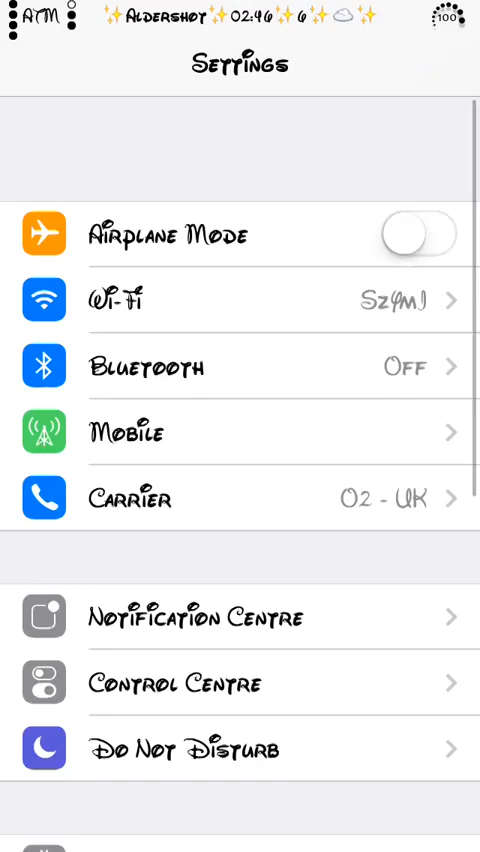 ATM ✨Aldershot✨02:46✨6✨☁✨ 100
Settings
Airplane Mode
Wi-Fi
Bluetooth Off
Mobile
Carrier O2 - UK
Notification Centre
Control Centre
Do Not Disturb